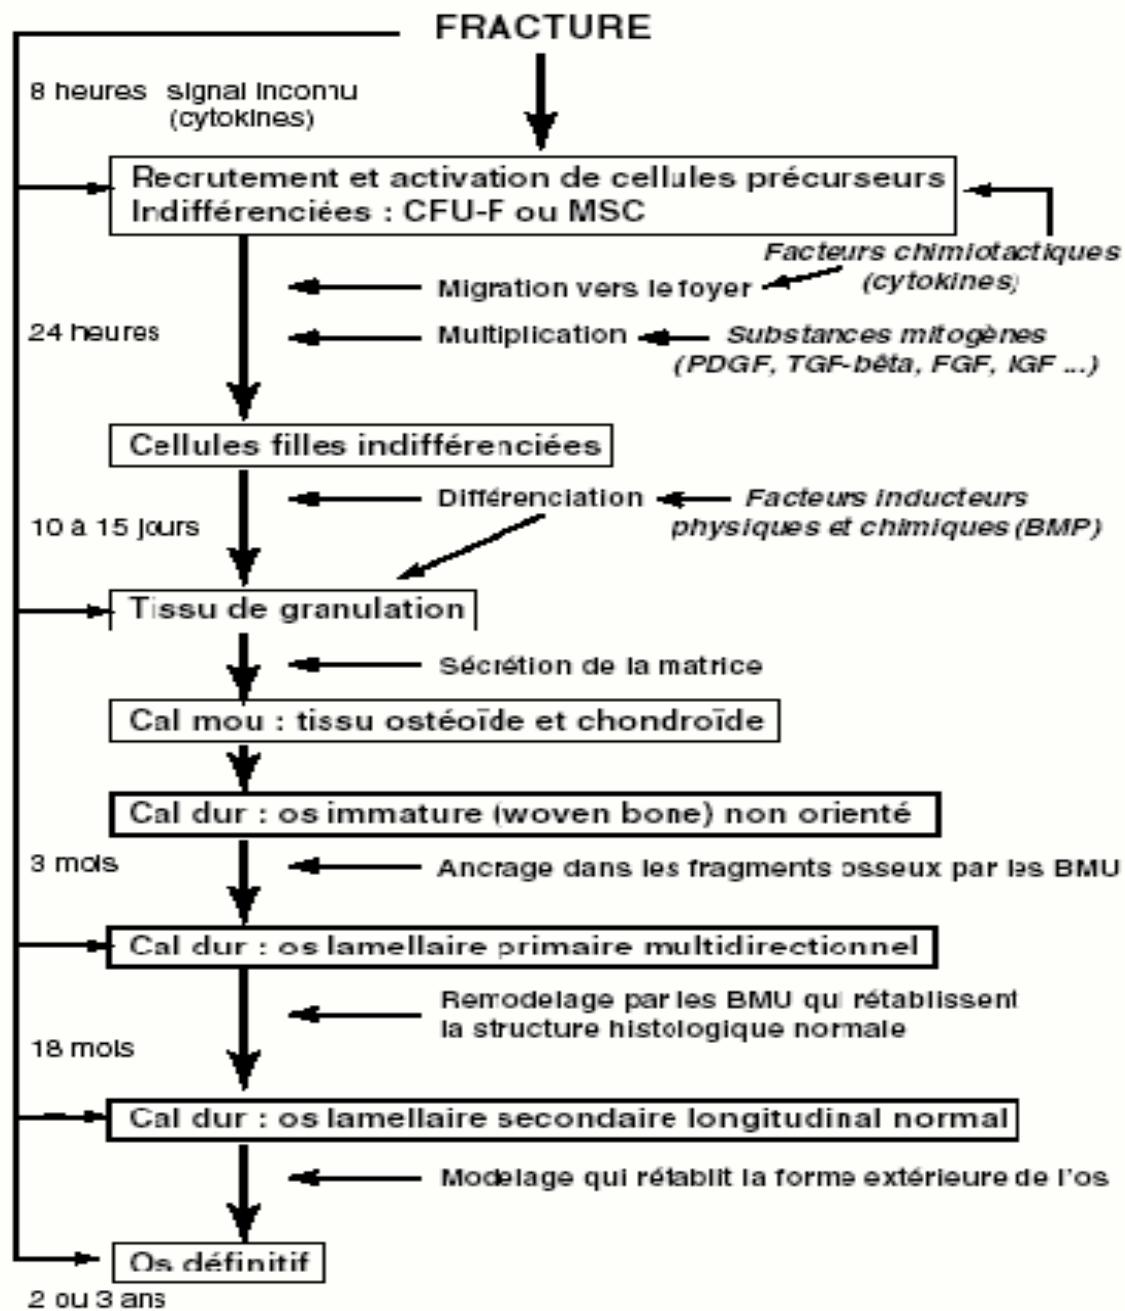 FRACTURE
8 heures signal inconnu
(cytokines)
Recrutement et activation de cellules précurseurs
Indifférenciées : CFU-F ou MSC
Facteurs chimiotactiques
(cytokines)
Migration vers le foyer
24 heures
Multiplication
Substances mitogènes
(PDGF, TGF-bêta, FGF, IGF ...)
Cellules filles indifférenciées
Différenciation
Facteurs inducteurs
physiques et chimiques (BMP)
10 à 15 jours
Tissu de granulation
Sécrétion de la matrice
Cal mou : tissu ostéoïde et chondroïde
Cal dur : os immature (woven bone) non orienté
3 mois
Ancrage dans les fragments osseux par les BMU
Cal dur : os lamellaire primaire multidirectionnel
Remodelage par les BMU qui rétablissent
la structure histologique normale
18 mois
Cal dur : os lamellaire secondaire longitudinal normal
Modelage qui rétablit la forme extérieure de l'os
Os définitif
2 ou 3 ans